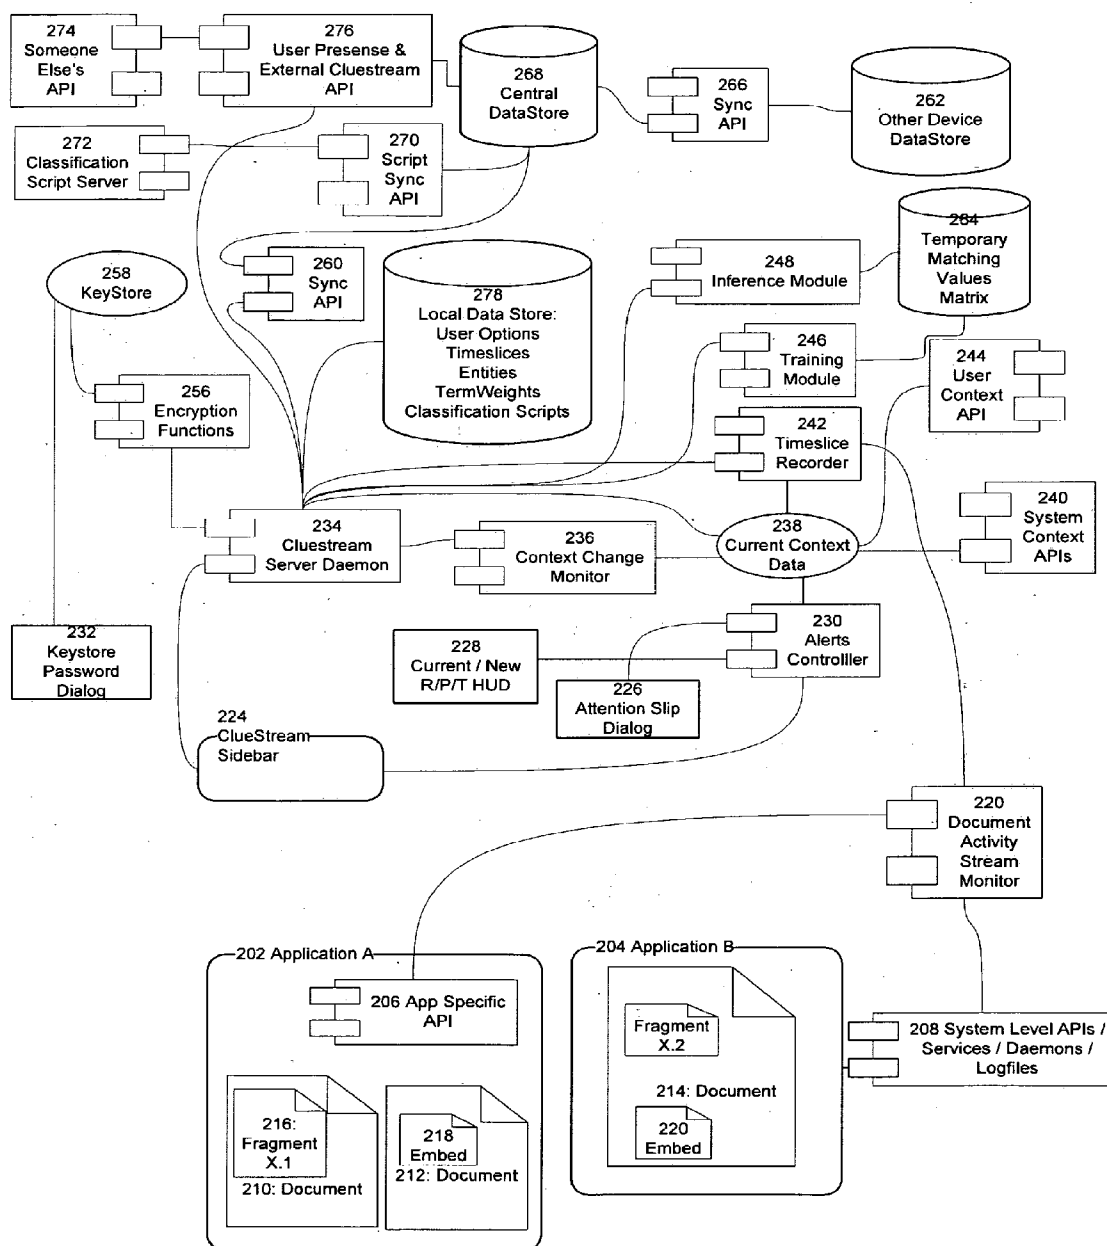 274
Someone
Else's
API
276
User Presense &
External Cluestream
API
268
Central
DataStore
266
Sync
API
262
Other Device
DataStore
272
Classification
Script Server
270
Script
Sync
API
264
Temporary
Matching
Values
Matrix
258
KeyStore
260
Sync
API
278
Local Data Store:
User Options
Timeslices
Entities
TermWeights
Classification Scripts
248
Inference Module
246
Training
Module
244
User
Context
API
256
Encryption
Functions
242
Timeslice
Recorder
234
Cluestream
Server Daemon
236
Context Change
Monitor
238
Current Context
Data
240
System
Context
APIs
232
Keystore
Password
Dialog
228
Current / New
R/P/T HUD
230
Alerts
Controlller
226
Attention Slip
Dialog
224
ClueStream
Sidebar
220
Document
Activity
Stream
Monitor
202 Application A
206 App Specific
API
216:
Fragment
X.1
210: Document
218
Embed
212: Document
204 Application B
Fragment
X.2
214: Document
220
Embed
208 System Level APIs /
Services / Daemons /
Logfiles